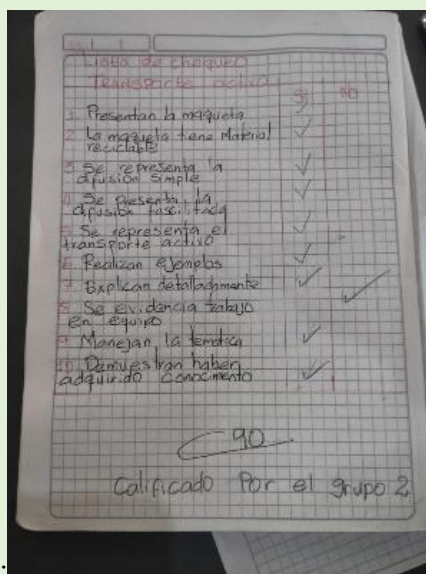 Lista de chequeo
Transporte activo
Si No
1. Presentan la maqueta
2. La maqueta tiene Material
reciclable
3. Se representa la
difusión simple
4. Se presenta la
difusión fascilitada
5. Se representa el
transporte activo
6. Realizan ejemplos
7. Explican detalladamente
8. Se evidencia trabajo
en equipo
9. Manejan la temática
10. Demuestran haber
adquirido conocimento
90
Calificado Por el grupo 2